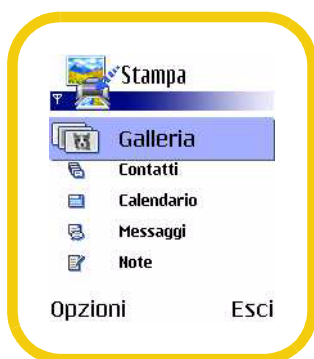 Stampa
Galleria
Contatti
Calendario
Messaggi
Note
Opzioni Esci